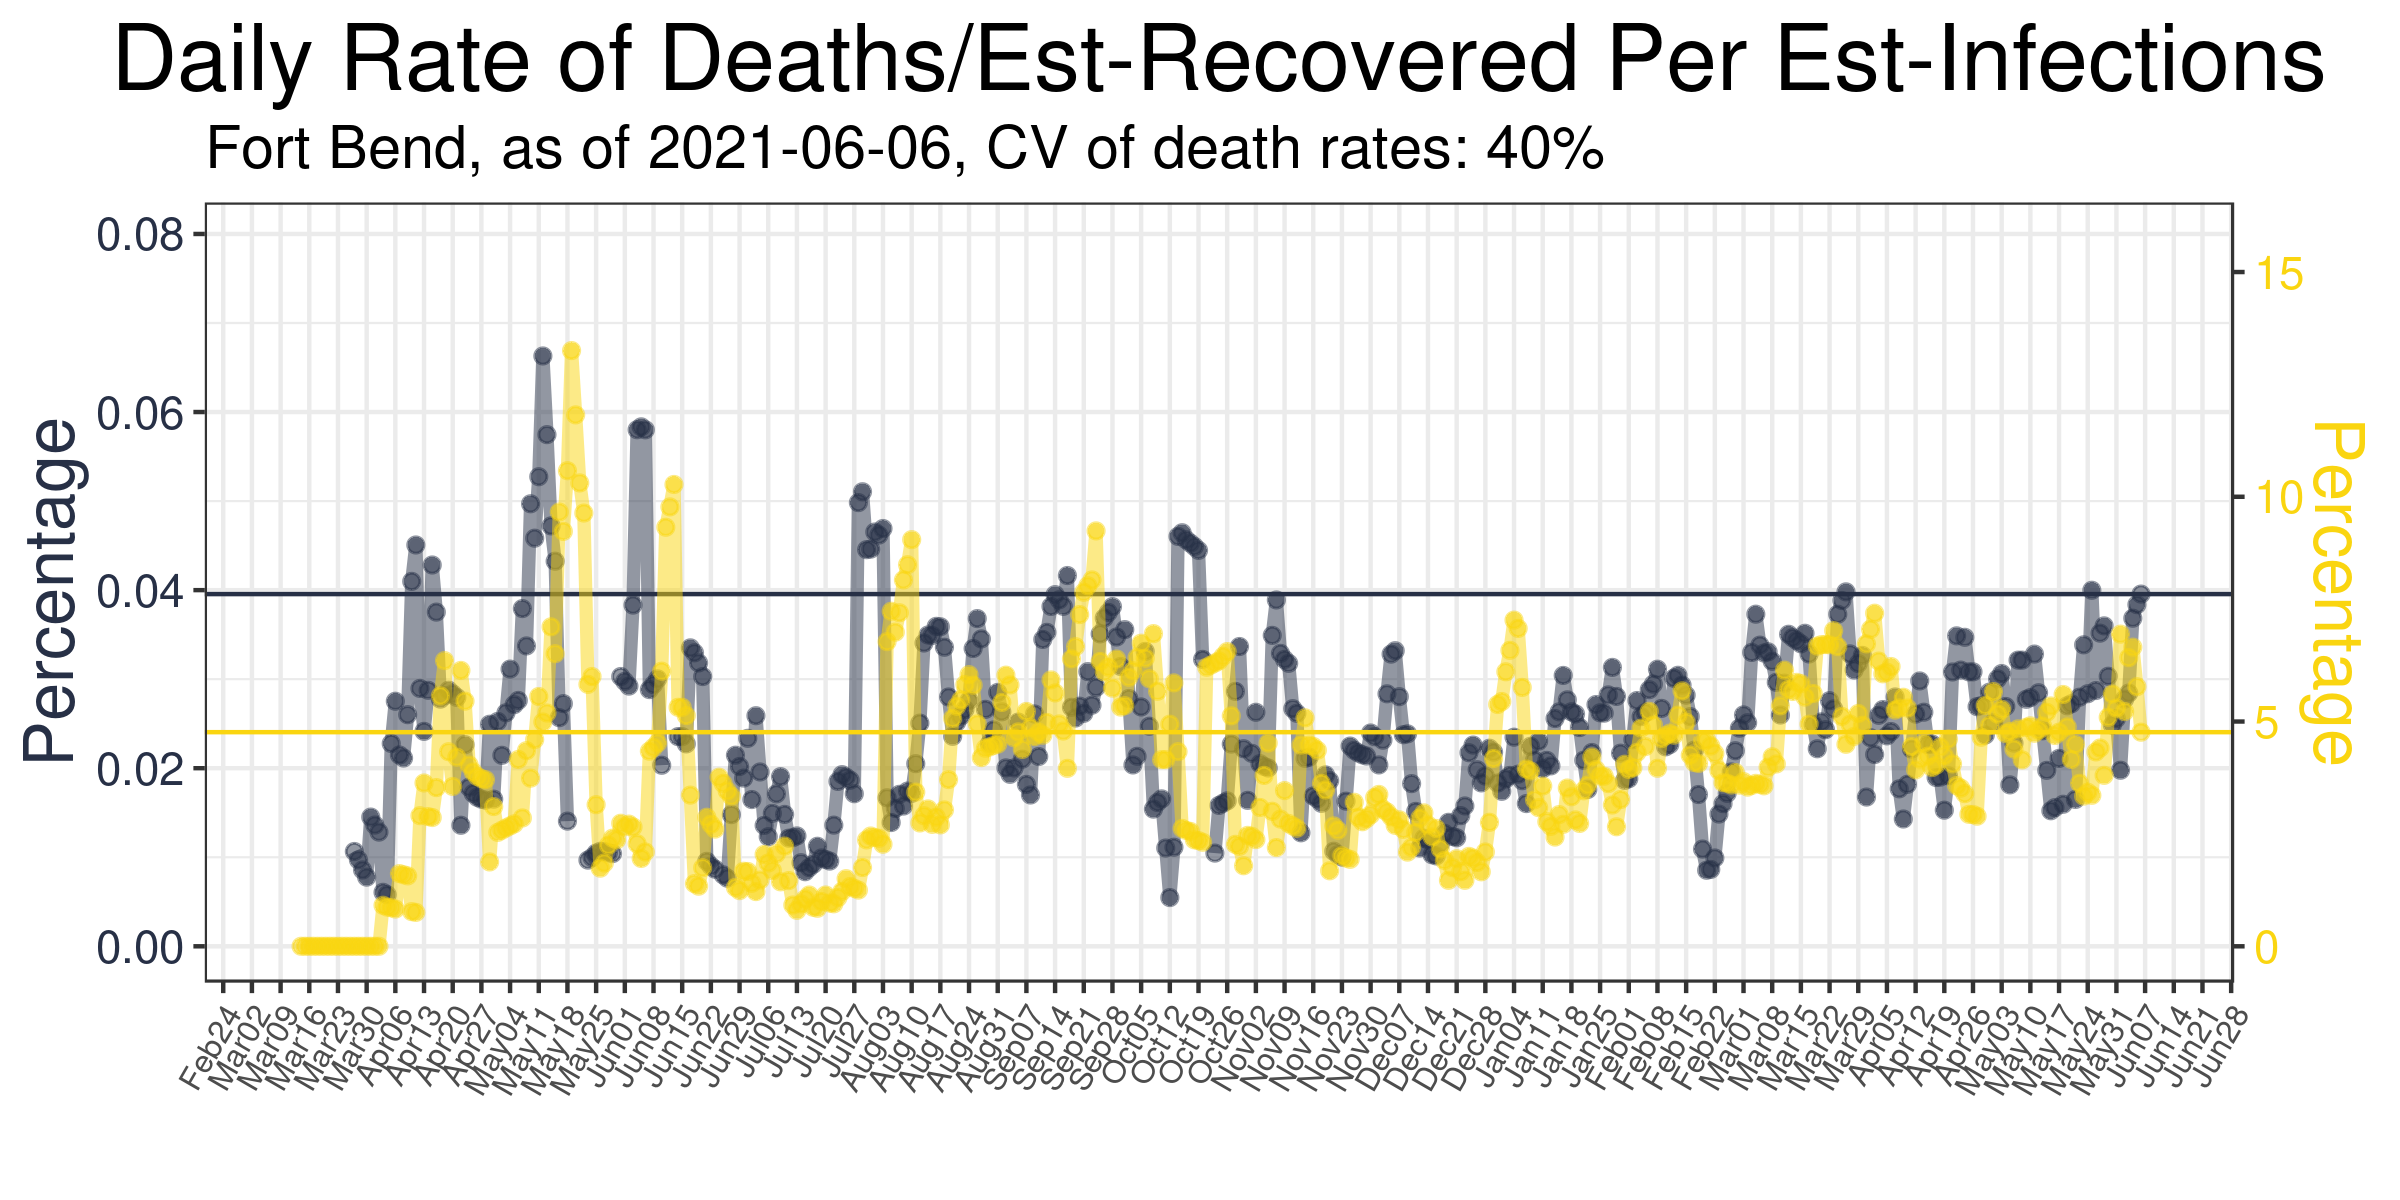 Daily Rate of Deaths/Est-Recovered Per Est-Infections
Fort Bend, as of 2021-06-06, CV of death rates: 40%
Percentage
0.08
0.06
0.04
0.02
0.00
15
10
5
0
Percentage
Feb24
Mar02
Mar09
Mar16
Mar23
Mar30
Apr06
Apr13
Apr20
Apr27
May04
May11
May18
May25
Jun01
Jun08
Jun15
Jun22
Jun29
Jul06
Jul13
Jul20
Jul27
Aug03
Aug10
Aug17
Aug24
Aug31
Sep07
Sep14
Sep21
Sep28
Oct05
Oct12
Oct19
Oct26
Nov02
Nov09
Nov16
Nov23
Nov30
Dec07
Dec14
Dec21
Dec28
Jan04
Jan11
Jan18
Jan25
Feb01
Feb08
Feb15
Feb22
Mar01
Mar08
Mar15
Mar22
Mar29
Apr05
Apr12
Apr19
Apr26
May03
May10
May17
May24
May31
Jun07
Jun14
Jun21
Jun28